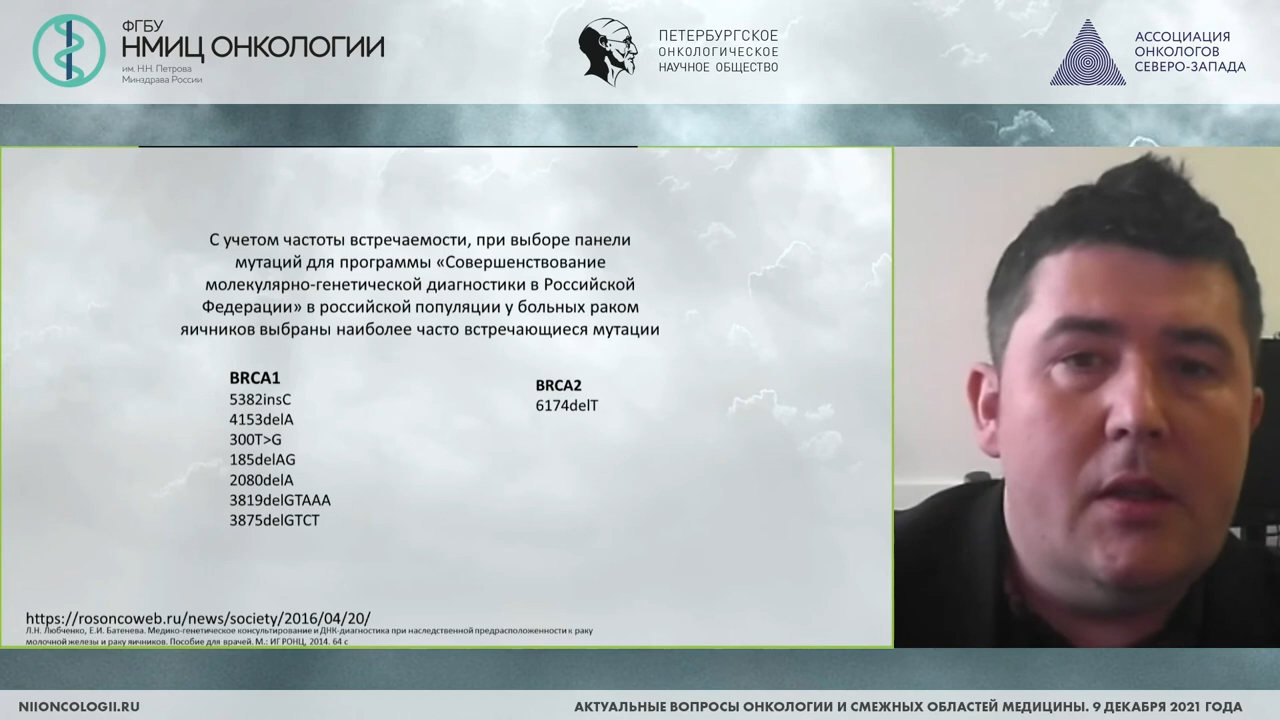 ФГБУ
НМИЦ ОНКОЛОГИИ
им. Н.Н. Петрова
Минздрава России
ПЕТЕРБУРГСКОЕ
ОНКОЛОГИЧЕСКОЕ
НАУЧНОЕ ОБЩЕСТВО
АССОЦИАЦИЯ
ОНКОЛОГОВ
СЕВЕРО-ЗАПАДА
С учетом частоты встречаемости, при выборе панели
мутаций для программы «Совершенствование
молекулярно-генетической диагностики в Российской
Федерации» в российской популяции у больных раком
яичников выбраны наиболее часто встречающиеся мутации
BRCA1
5382insC
4153delA
300T>G
185delAG
2080delA
3819delGTAAA
3875delGTCT
BRCA2
6174delT
https://rosoncoweb.ru/news/society/2016/04/20/
Л.Н. Любченко, Е.И. Батенева. Медико-генетическое консультирование и ДНК-диагностика при наследственной предрасположенности к раку
молочной железы и раку яичников. Пособие для врачей. М.: ИГ РОНЦ, 2014. 64 с
NIIONCOLOGII.RU
АКТУАЛЬНЫЕ ВОПРОСЫ ОНКОЛОГИИ И СМЕЖНЫХ ОБЛАСТЕЙ МЕДИЦИНЫ. 9 ДЕКАБРЯ 2021 ГОДА